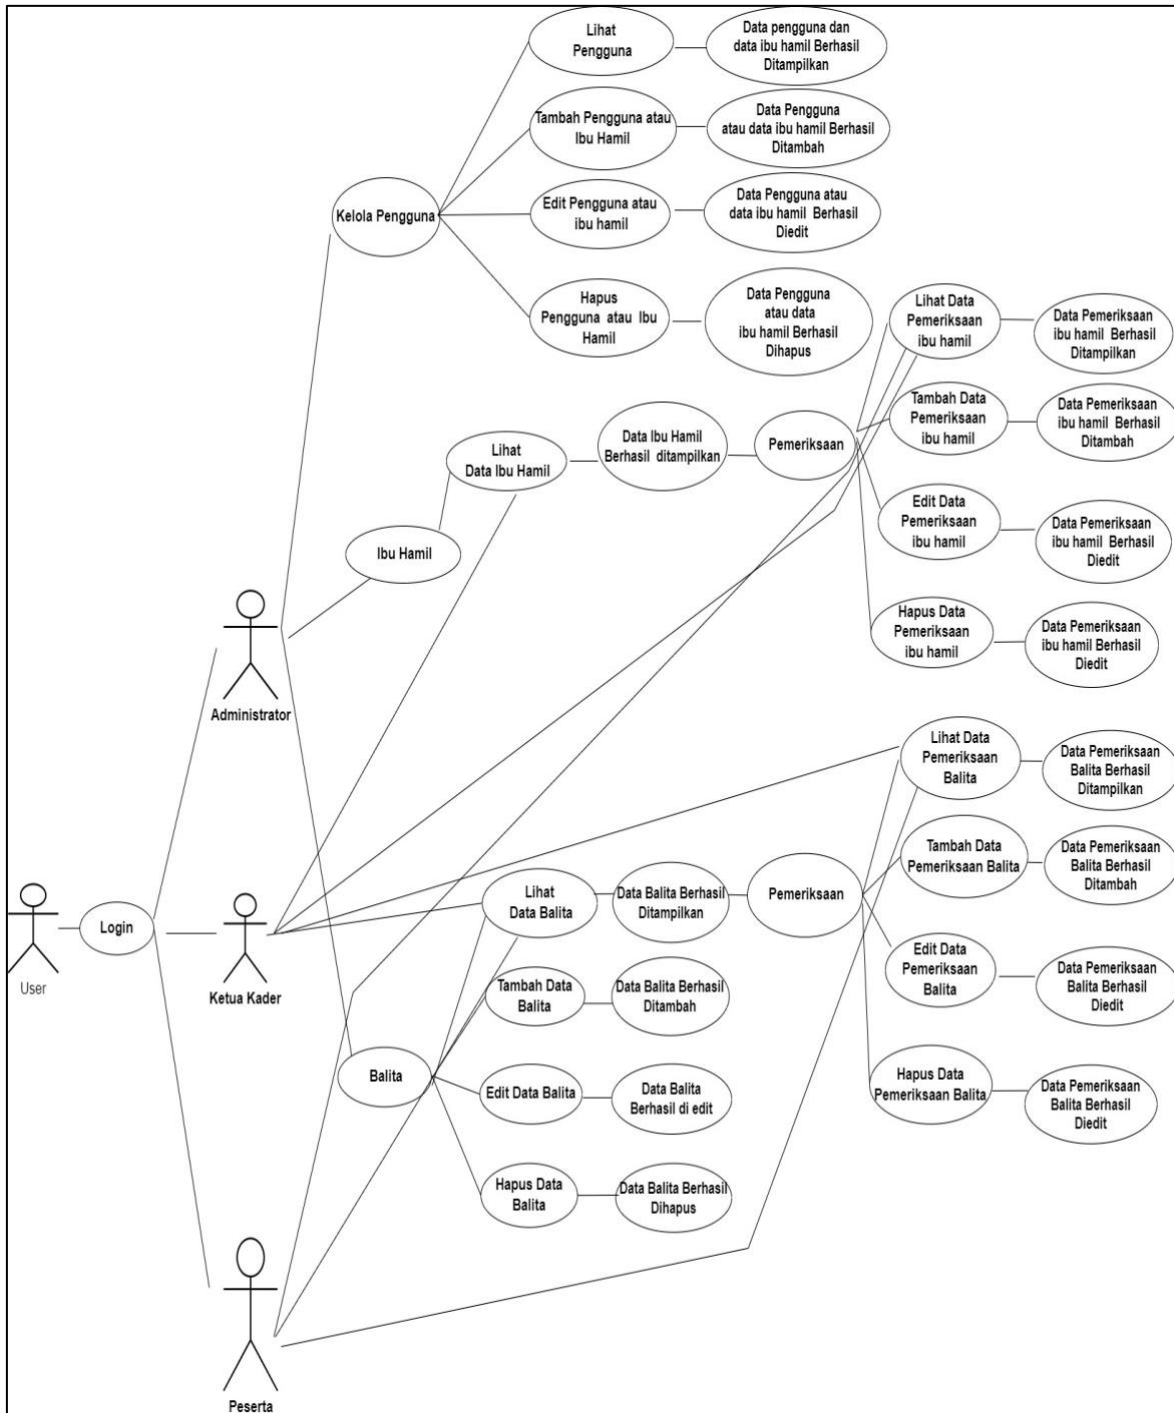 Lihat
Pengguna
Data pengguna dan
data ibu hamil Berhasil
Ditampilkan
Tambah Pengguna atau
Ibu Hamil
Data Pengguna
atau data ibu hamil Berhasil
Ditambah
Kelola Pengguna
Edit Pengguna atau
ibu hamil
Data Pengguna atau
data ibu hamil Berhasil
Diedit
Hapus
Pengguna atau Ibu
Hamil
Data Pengguna
atau data
ibu hamil Berhasil
Dihapus
Lihat Data
Pemeriksaan
ibu hamil
Data Pemeriksaan
ibu hamil Berhasil
Ditampilkan
Lihat
Data Ibu Hamil
Data Ibu Hamil
Berhasil ditampilkan
Pemeriksaan
Tambah Data
Pemeriksaan
ibu hamil
Data Pemeriksaan
ibu hamil Berhasil
Ditambah
Ibu Hamil
Edit Data
Pemeriksaan
ibu hamil
Data Pemeriksaan
ibu hamil Berhasil
Diedit
Hapus Data
Pemeriksaan
ibu hamil
Data Pemeriksaan
ibu hamil Berhasil
Diedit
Administrator
Lihat Data
Pemeriksaan
Balita
Data Pemeriksaan
Balita Berhasil
Ditampilkan
Tambah Data
Pemeriksaan Balita
Data Pemeriksaan
Balita Berhasil
Ditambah
User
Login
Ketua Kader
Lihat
Data Balita
Data Balita Berhasil
Ditampilkan
Pemeriksaan
Edit Data
Pemeriksaan
Balita
Data Pemeriksaan
Balita Berhasil
Diedit
Tambah Data
Balita
Data Balita Berhasil
Ditambah
Balita
Edit Data Balita
Data Balita
Berhasil di edit
Hapus Data
Pemeriksaan Balita
Data Pemeriksaan
Balita Berhasil
Diedit
Hapus Data
Balita
Data Balita Berhasil
Dihapus
Peserta